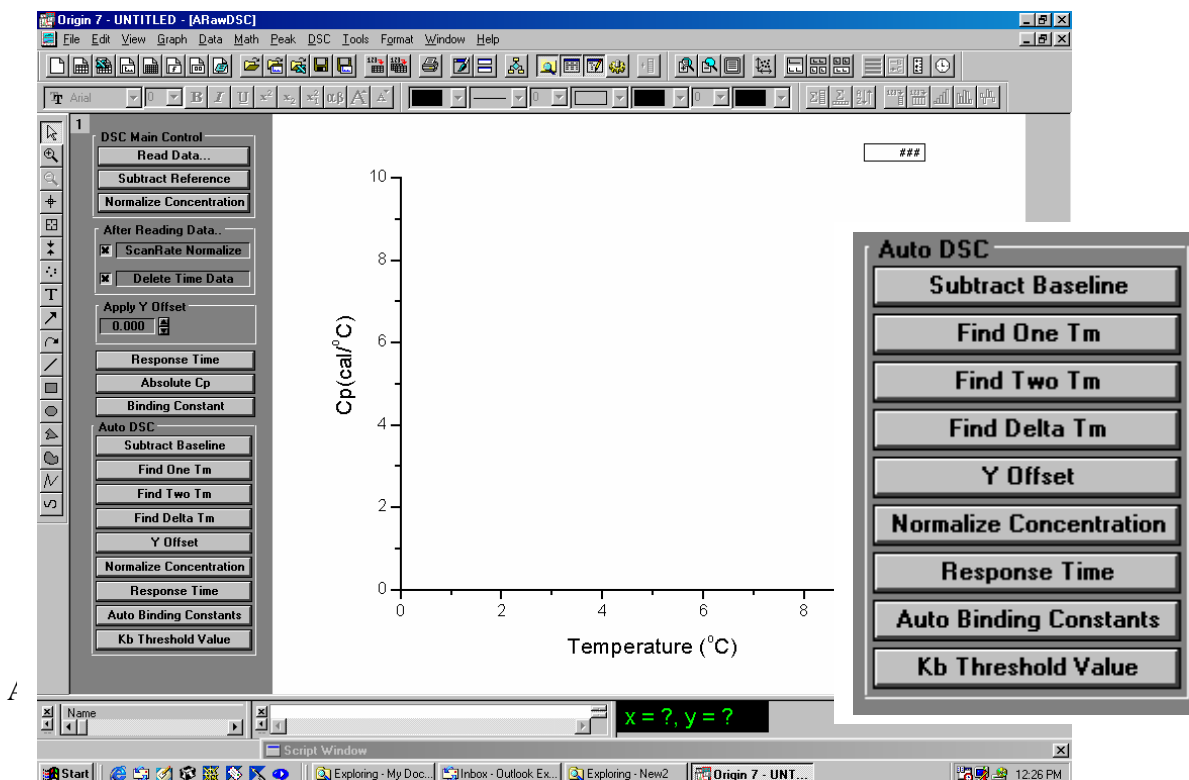 Origin 7 - UNTITLED - [ARawDSC]
File Edit View Graph Data Math Peak DSC Tools Format Window Help
Arial 0 B I U x² x₂ αβ A A 0 0
1
DSC Main Control
Read Data...
Subtract Reference
Normalize Concentration
After Reading Data..
ScanRate Normalize
Delete Time Data
Apply Y Offset
0.000
Response Time
Absolute Cp
Binding Constant
Auto DSC
Subtract Baseline
Find One Tm
Find Two Tm
Find Delta Tm
Y Offset
Normalize Concentration
Response Time
Auto Binding Constants
Kb Threshold Value
###
10
8
6
4
2
0
Cp(cal/°C)
0 2 4 6 8
Temperature (°C)
Auto DSC
Subtract Baseline
Find One Tm
Find Two Tm
Find Delta Tm
Y Offset
Normalize Concentration
Response Time
Auto Binding Constants
Kb Threshold Value
Name
x = ?, y = ?
Script Window
Start Exploring - My Doc... Inbox - Outlook Ex... Exploring - New2 Origin 7 - UNT... 12:26 PM